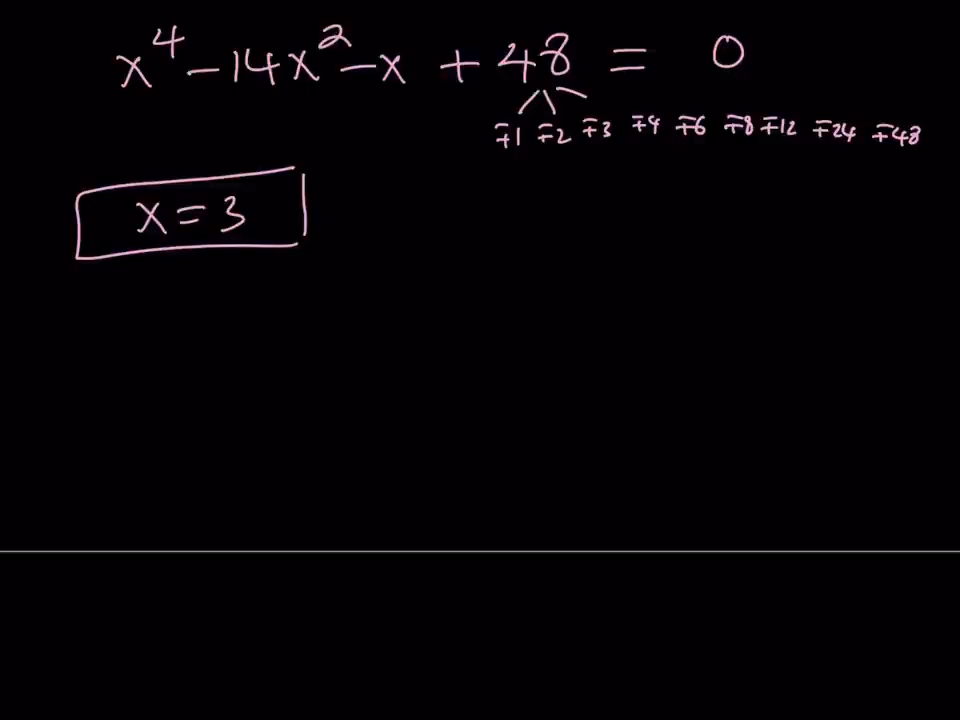 x⁴ - 14x² - x + 48 = 0
∓1 ∓2 ∓3 ∓4 ∓6 ∓8 ∓12 ∓24 ∓48
x = 3